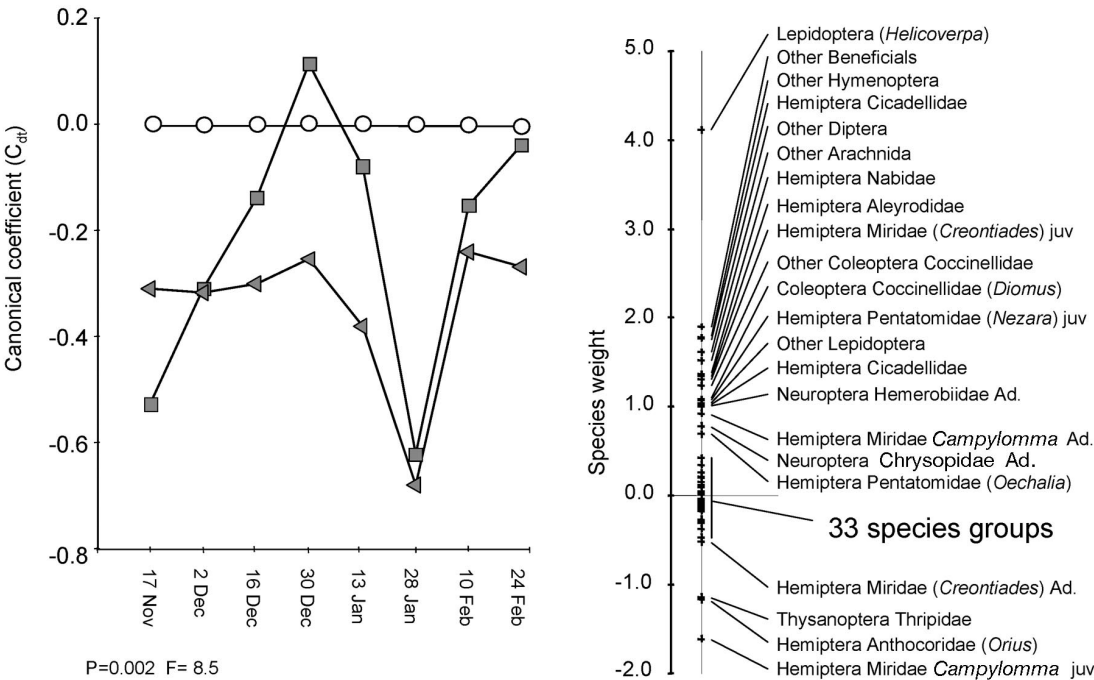 0.2
0.0
-0.2
-0.4
-0.6
-0.8
Canonical coefficient (Cdt)
17 Nov
2 Dec
16 Dec
30 Dec
13 Jan
28 Jan
10 Feb
24 Feb
P=0.002 F= 8.5
5.0
4.0
3.0
2.0
1.0
0.0
-1.0
-2.0
Species weight
Lepidoptera (Helicoverpa)
Other Beneficials
Other Hymenoptera
Hemiptera Cicadellidae
Other Diptera
Other Arachnida
Hemiptera Nabidae
Hemiptera Aleyrodidae
Hemiptera Miridae (Creontiades) juv
Other Coleoptera Coccinellidae
Coleoptera Coccinellidae (Diomus)
Hemiptera Pentatomidae (Nezara) juv
Other Lepidoptera
Hemiptera Cicadellidae
Neuroptera Hemerobiidae Ad.
Hemiptera Miridae Campylomma Ad.
Neuroptera Chrysopidae Ad.
Hemiptera Pentatomidae (Oechalia)
33 species groups
Hemiptera Miridae (Creontiades) Ad.
Thysanoptera Thripidae
Hemiptera Anthocoridae (Orius)
Hemiptera Miridae Campylomma juv